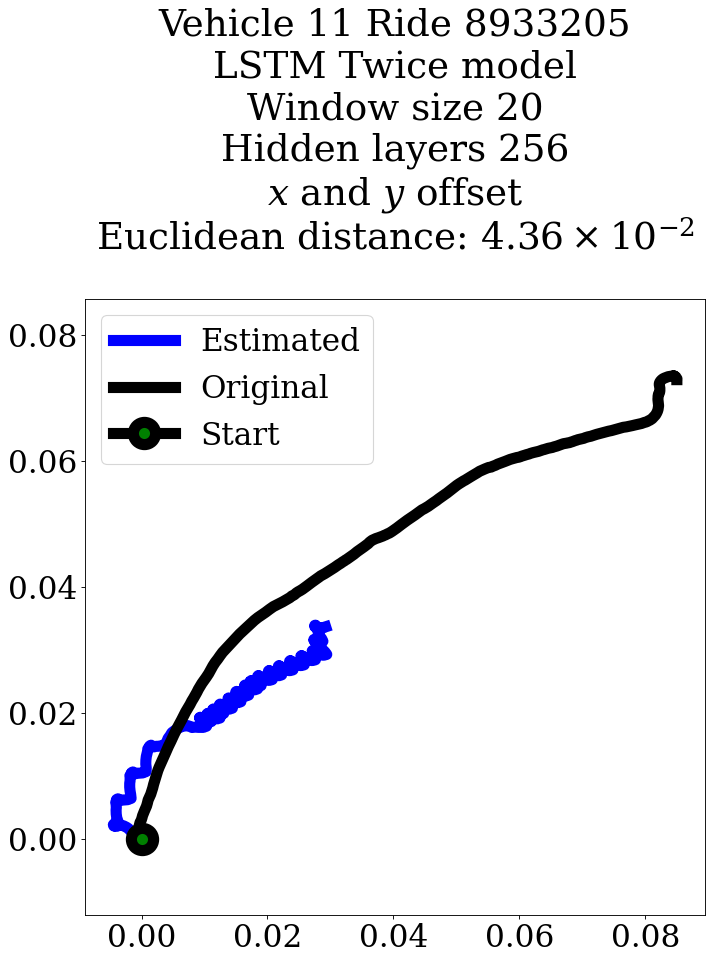 Vehicle 11 Ride 8933205
LSTM Twice model
Window size 20
Hidden layers 256
x and y offset
Euclidean distance: 4.36 × 10⁻²
Estimated
Original
Start
0.08
0.06
0.04
0.02
0.00
0.00 0.02 0.04 0.06 0.08